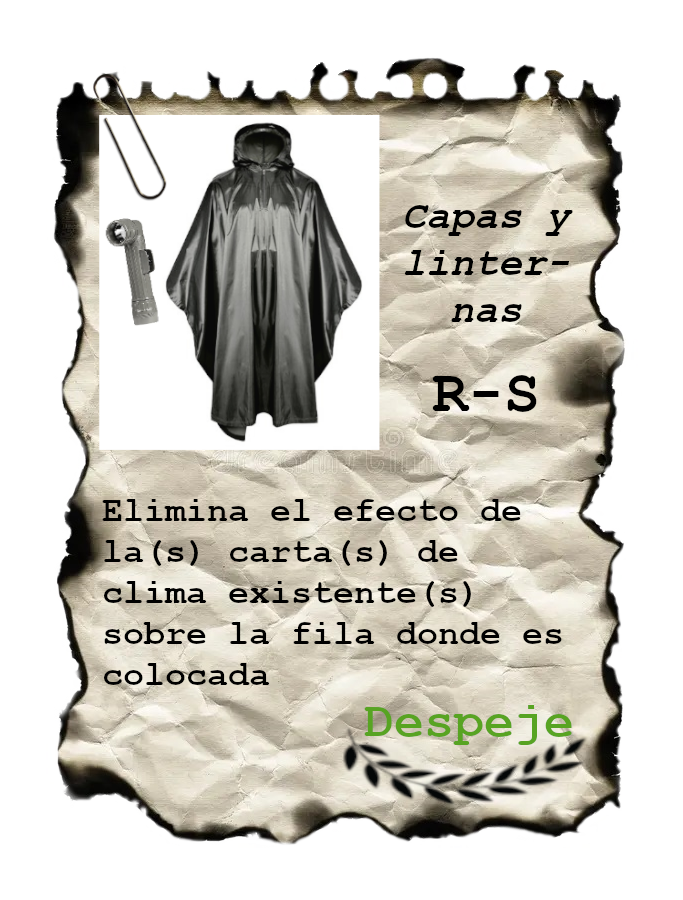 Capas y
linter-
nas
R-S
dreamstime
Elimina el efecto de
la(s) carta(s) de
clima existente(s)
sobre la fila donde es
colocada
Despeje